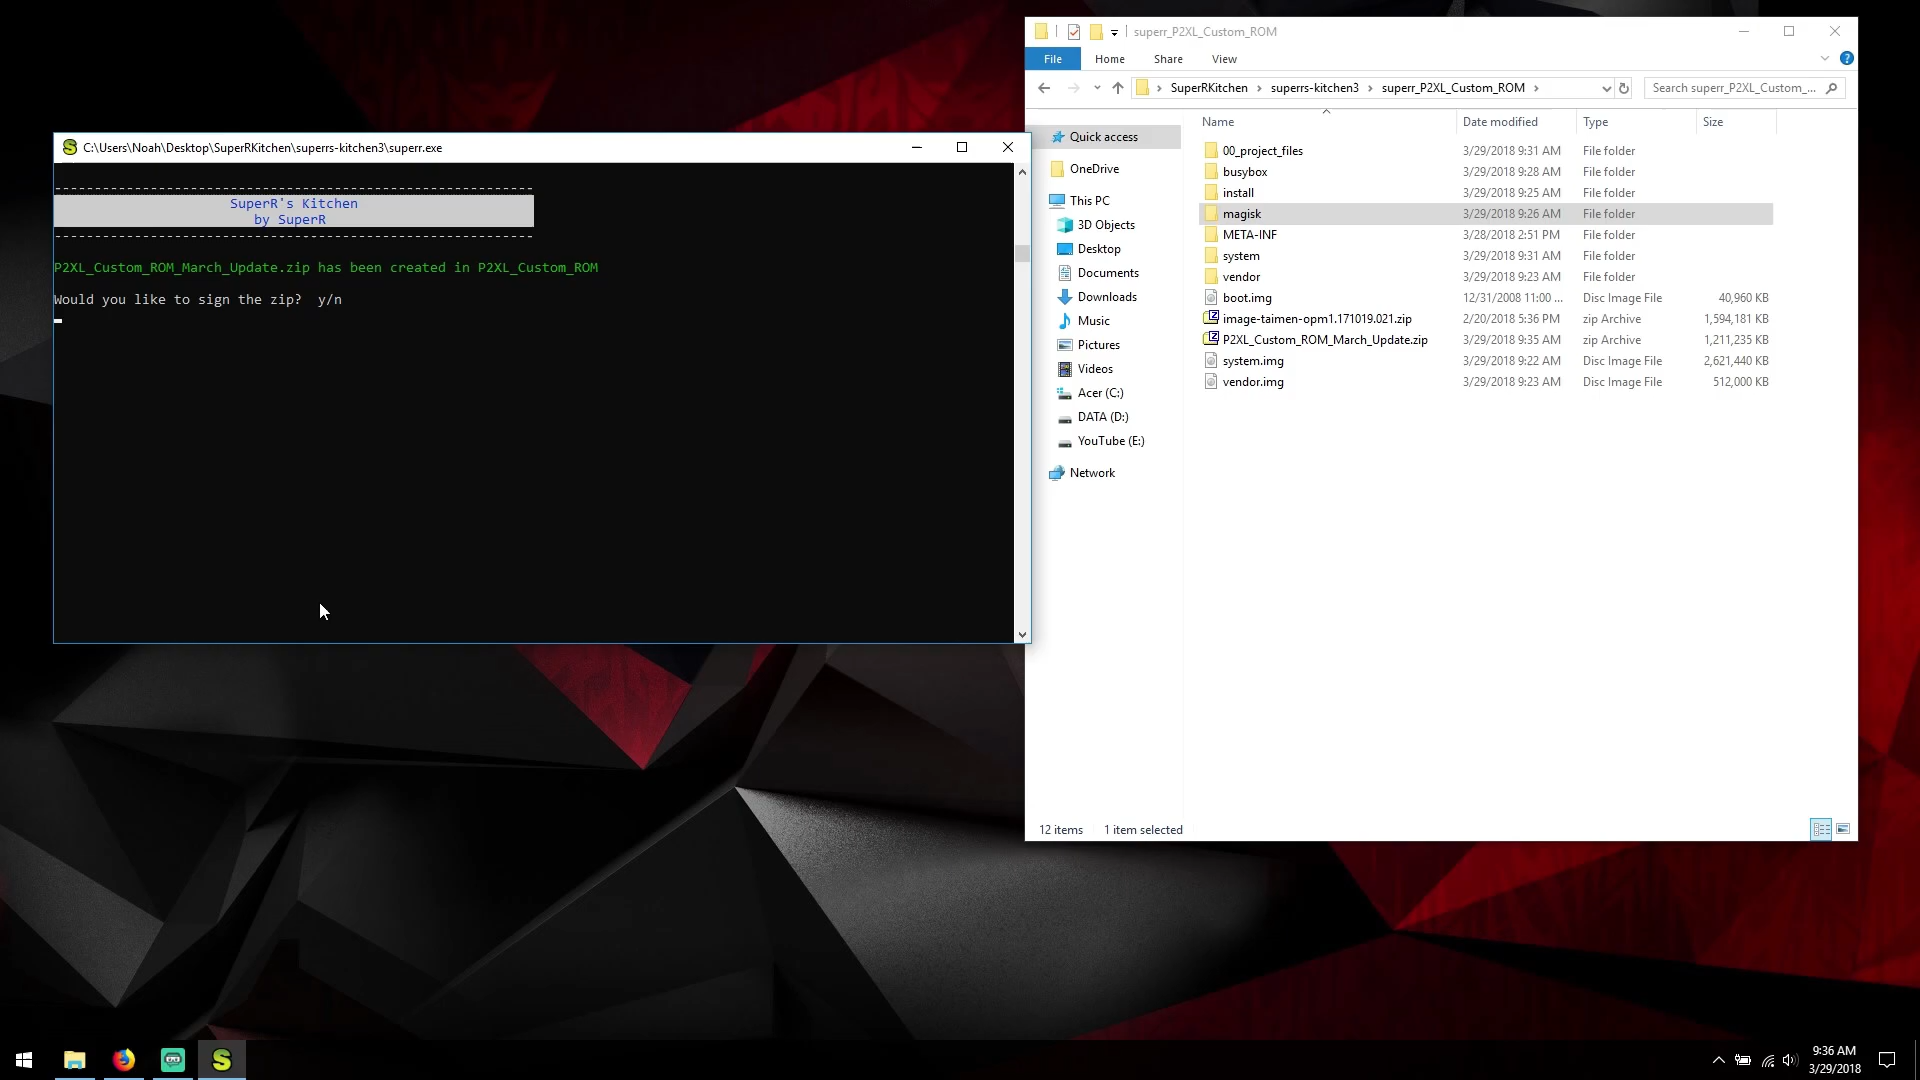 C:\Users\Noah\Desktop\SuperRKitchen\superrs-kitchen3\superr.exe
------------------------------------------------------------
SuperR's Kitchen
by SuperR
------------------------------------------------------------
P2XL_Custom_ROM_March_Update.zip has been created in P2XL_Custom_ROM
Would you like to sign the zip?  y/n
superr_P2XL_Custom_ROM
File Home Share View
SuperRKitchen superrs-kitchen3 superr_P2XL_Custom_ROM Search superr_P2XL_Custom_...
Quick access
OneDrive
This PC
3D Objects
Desktop
Documents
Downloads
Music
Pictures
Videos
Acer (C:)
DATA (D:)
YouTube (E:)
Network
Name Date modified Type Size
00_project_files 3/29/2018 9:31 AM File folder
busybox 3/29/2018 9:28 AM File folder
install 3/29/2018 9:25 AM File folder
magisk 3/29/2018 9:26 AM File folder
META-INF 3/28/2018 2:51 PM File folder
system 3/29/2018 9:31 AM File folder
vendor 3/29/2018 9:23 AM File folder
boot.img 12/31/2008 11:00 ... Disc Image File 40,960 KB
image-taimen-opm1.171019.021.zip 2/20/2018 5:36 PM zip Archive 1,594,181 KB
P2XL_Custom_ROM_March_Update.zip 3/29/2018 9:35 AM zip Archive 1,211,235 KB
system.img 3/29/2018 9:22 AM Disc Image File 2,621,440 KB
vendor.img 3/29/2018 9:23 AM Disc Image File 512,000 KB
12 items 1 item selected
9:36 AM
3/29/2018